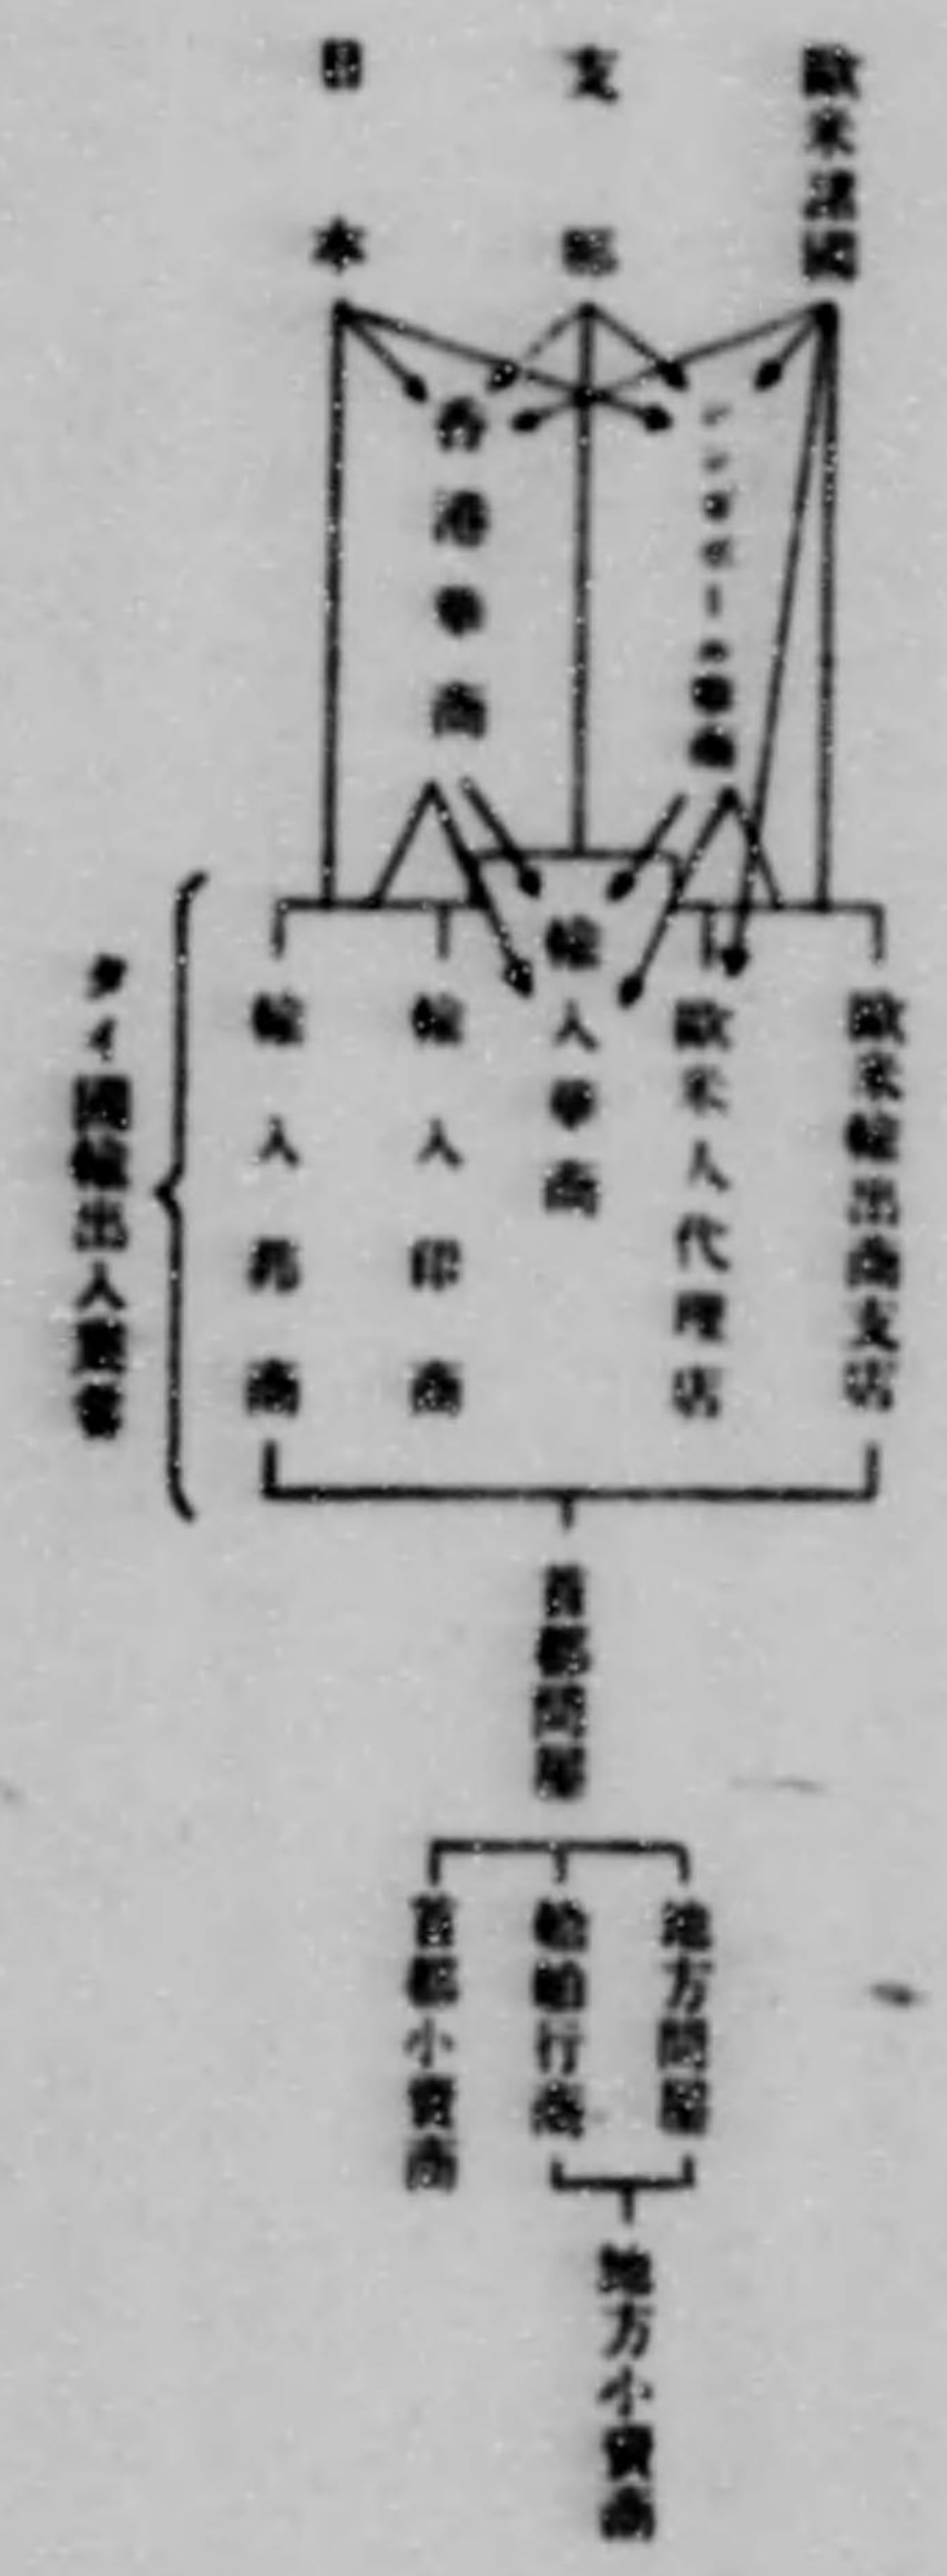 歐米諸國
支那
日本
シンガポール華商
香港華商
歐米輸出商支店
歐米人代理店
輸入華商
輸入印商
輸入邦商
タイ國輸出入業者
首都問屋
地方問屋
船舶行商
首都小賣商
地方小賣商